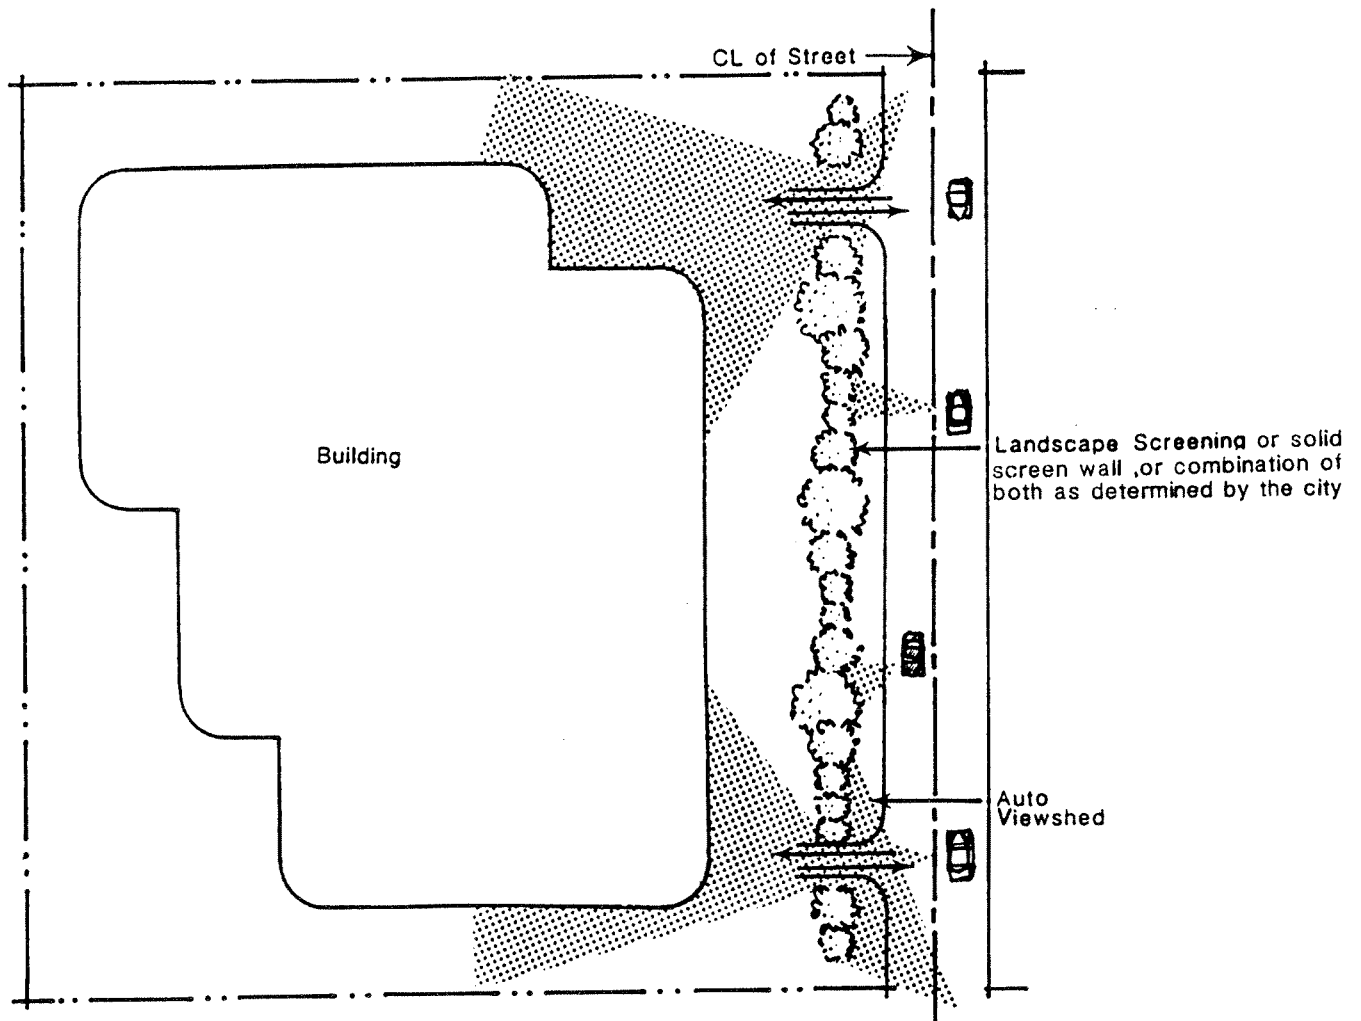 CL of Street
Building
Landscape Screening or solid
screen wall ,or combination of
both as determined by the city
Auto
Viewshed